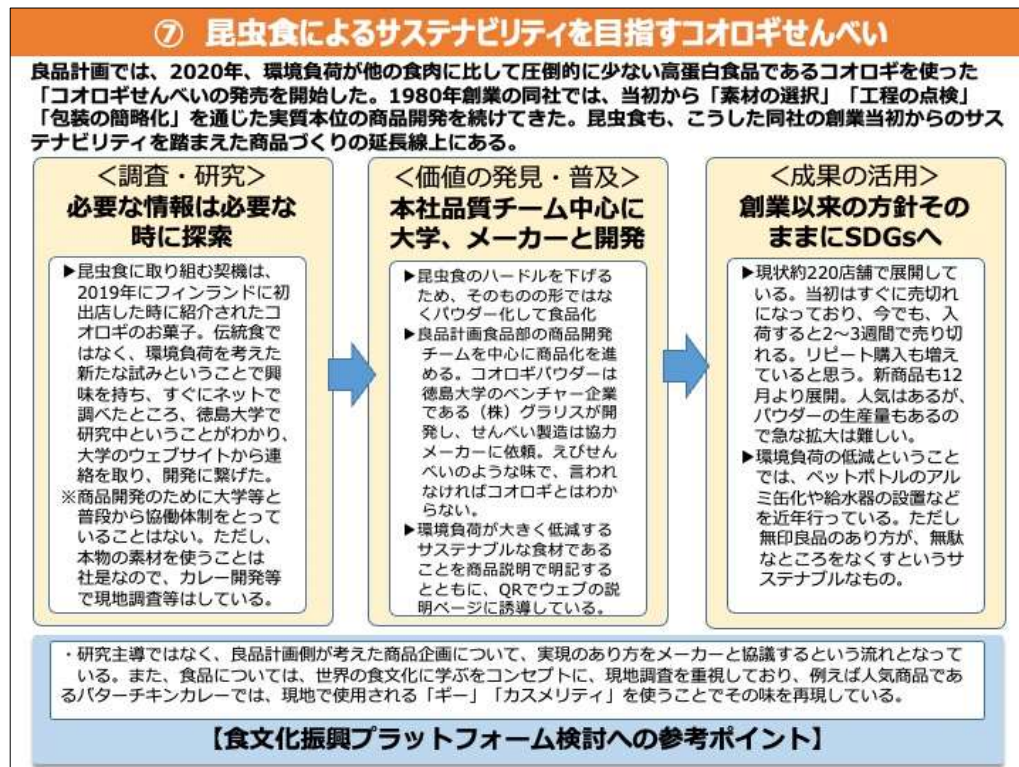 ⑦ 昆虫食によるサステナビリティを目指すコオロギせんべい
良品計画では、2020年、環境負荷が他の食肉に比して圧倒的に少ない高蛋白食品であるコオロギを使った
「コオロギせんべいの発売を開始した。1980年創業の同社では、当初から「素材の選択」「工程の点検」
「包装の簡略化」を通じた実質本位の商品開発を続けてきた。昆虫食も、こうした同社の創業当初からのサス
テナビリティを踏まえた商品づくりの延長線上にある。
＜調査・研究＞
必要な情報は必要な
時に探索
▶昆虫食に取り組む契機は、
2019年にフィンランドに初
出店した時に紹介されたコ
オロギのお菓子。伝統食で
はなく、環境負荷を考えた
新たな試みということで興
味を持ち、すぐにネットで
調べたところ、徳島大学で
研究中ということがわかり、
大学のウェブサイトから連
絡を取り、開発に繋げた。
※商品開発のために大学等と
普段から協働体制をとって
いることはない。ただし、
本物の素材を使うことは
社是なので、カレー開発等
で現地調査等はしている。
＜価値の発見・普及＞
本社品質チーム中心に
大学、メーカーと開発
▶昆虫食のハードルを下げる
ため、そのものの形ではな
くパウダー化して食品化
▶良品計画食品部の商品開発
チームを中心に商品化を進
める。コオロギパウダーは
徳島大学のベンチャー企業
である（株）グラリスが開
発し、せんべい製造は協力
メーカーに依頼。えびせん
べいのような味で、言われ
なければコオロギとはわか
らない。
▶環境負荷が大きく低減する
サステナブルな食材である
ことを商品説明で明記する
とともに、QRでウェブの説
明ページに誘導している。
＜成果の活用＞
創業以来の方針その
ままにSDGsへ
▶現状約220店舗で展開して
いる。当初はすぐに売切れ
になっており、今でも、入
荷すると2～3週間で売り切
れる。リピート購入も増え
ていると思う。新商品も12
月より展開。人気はあるが、
パウダーの生産量もあるの
で急な拡大は難しい。
▶環境負荷の低減ということ
では、ペットボトルのアル
ミ缶化や給水器の設置など
を近年行っている。ただし
無印良品のあり方が、無駄
なところをなくすというサ
ステナブルなもの。
・研究主導ではなく、良品計画側が考えた商品企画について、実現のあり方をメーカーと協議するという流れとなって
いる。また、食品については、世界の食文化に学ぶをコンセプトに、現地調査を重視しており、例えば人気商品であ
るバターチキンカレーでは、現地で使用される「ギー」「カスメリティ」を使うことでその味を再現している。
【食文化振興プラットフォーム検討への参考ポイント】